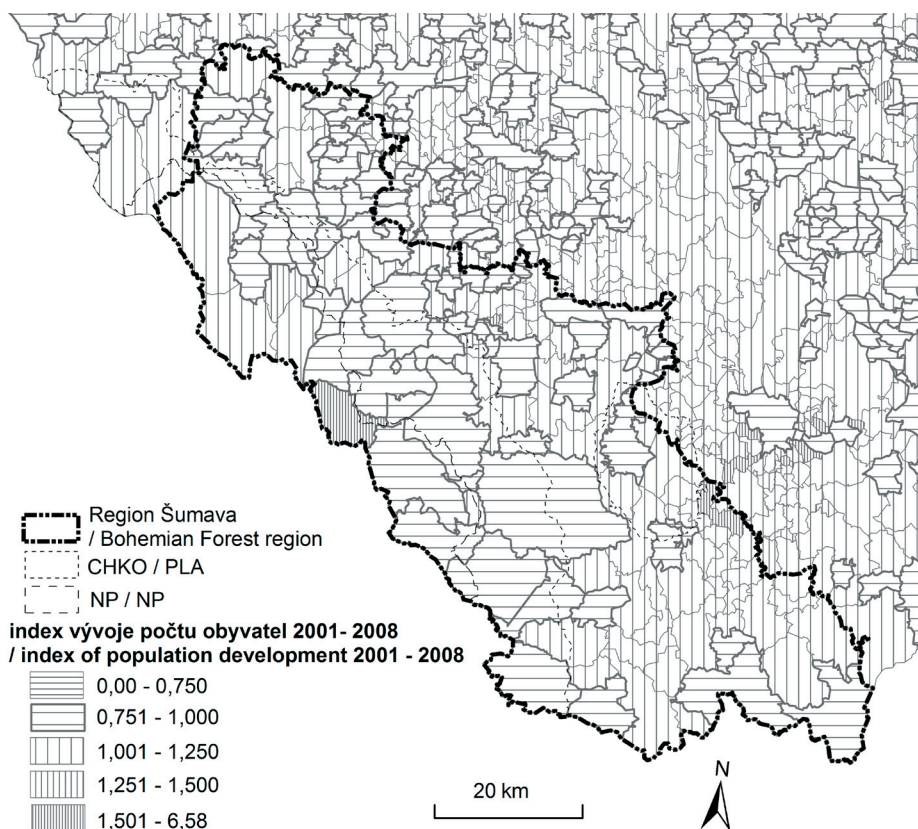 Region Šumava
/ Bohemian Forest region
CHKO / PLA
NP / NP
index vývoje počtu obyvatel 2001- 2008
/ index of population development 2001 - 2008
0,00 - 0,750
0,751 - 1,000
1,001 - 1,250
1,251 - 1,500
1,501 - 6,58
20 km
N